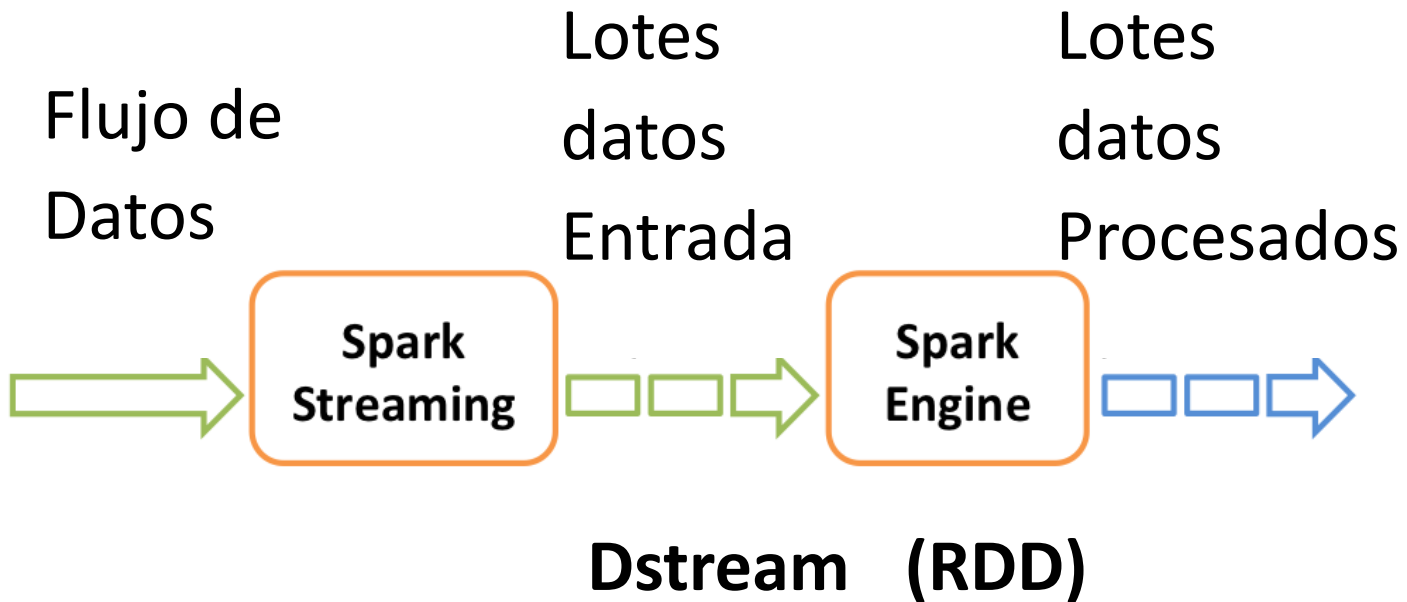 Flujo de
Datos
Lotes
datos
Entrada
Lotes
datos
Procesados
Spark
Streaming
Spark
Engine
Dstream (RDD)